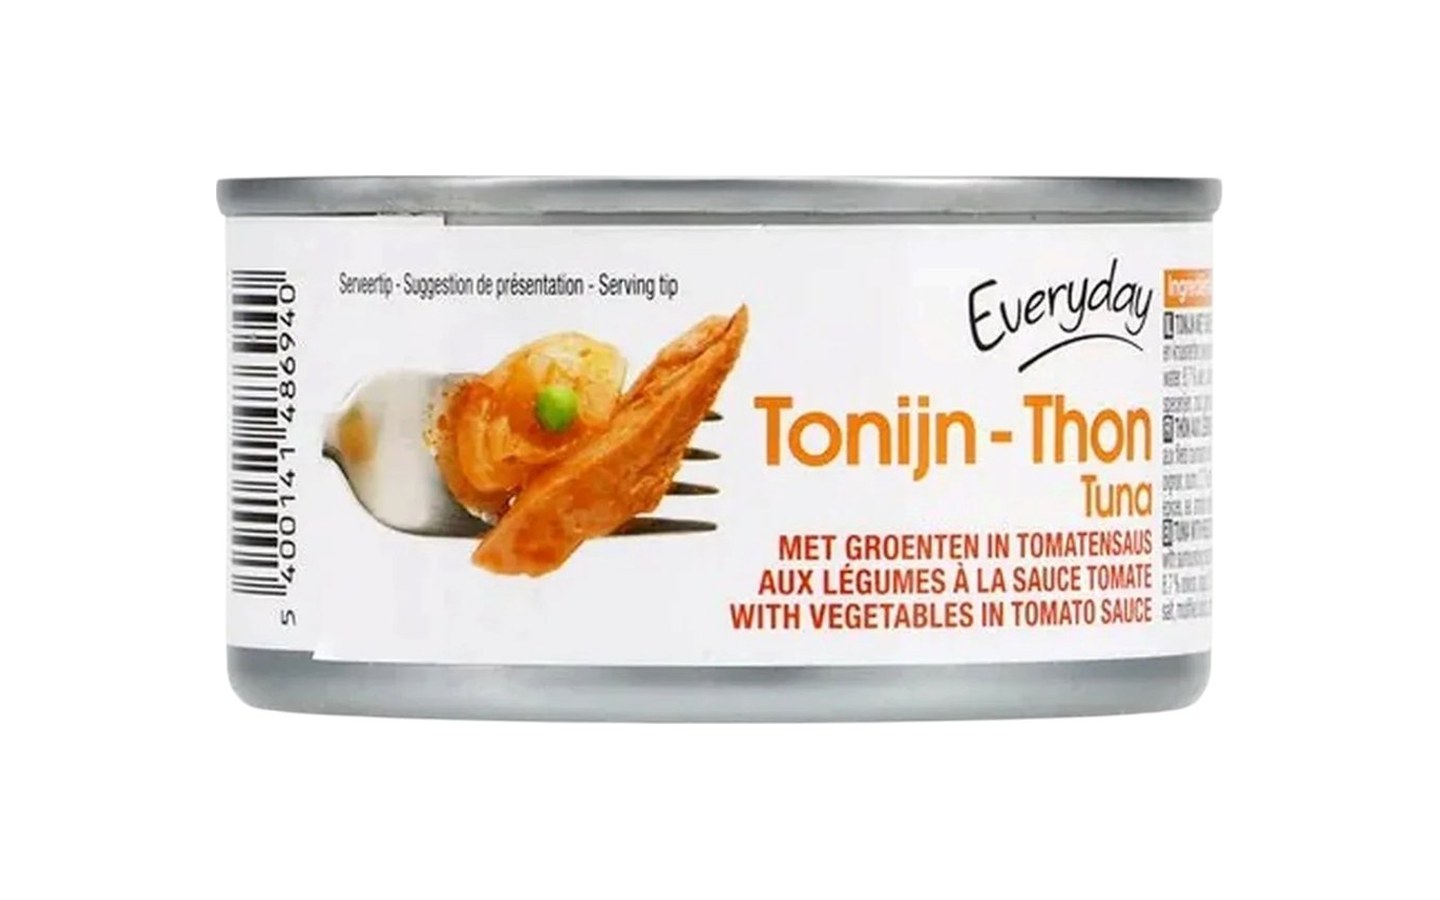 Serveertip - Suggestion de présentation - Serving tip
Everyday
Tonijn - Thon
Tuna
MET GROENTEN IN TOMATENSAUS
AUX LÉGUMES À LA SAUCE TOMATE
WITH VEGETABLES IN TOMATO SAUCE
5 400141 486940